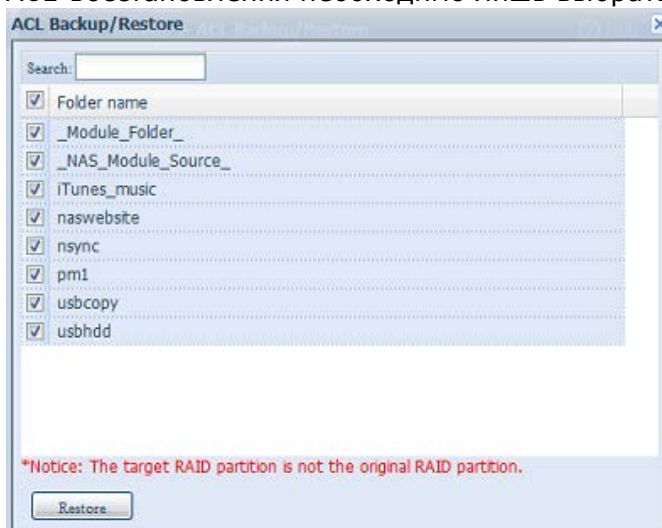 ACL Backup/Restore
Search:
Folder name
_Module_Folder_
_NAS_Module_Source_
iTunes_music
naswebsite
nsync
pm1
usbcopy
usbhdd
*Notice: The target RAID partition is not the original RAID partition.
Restore